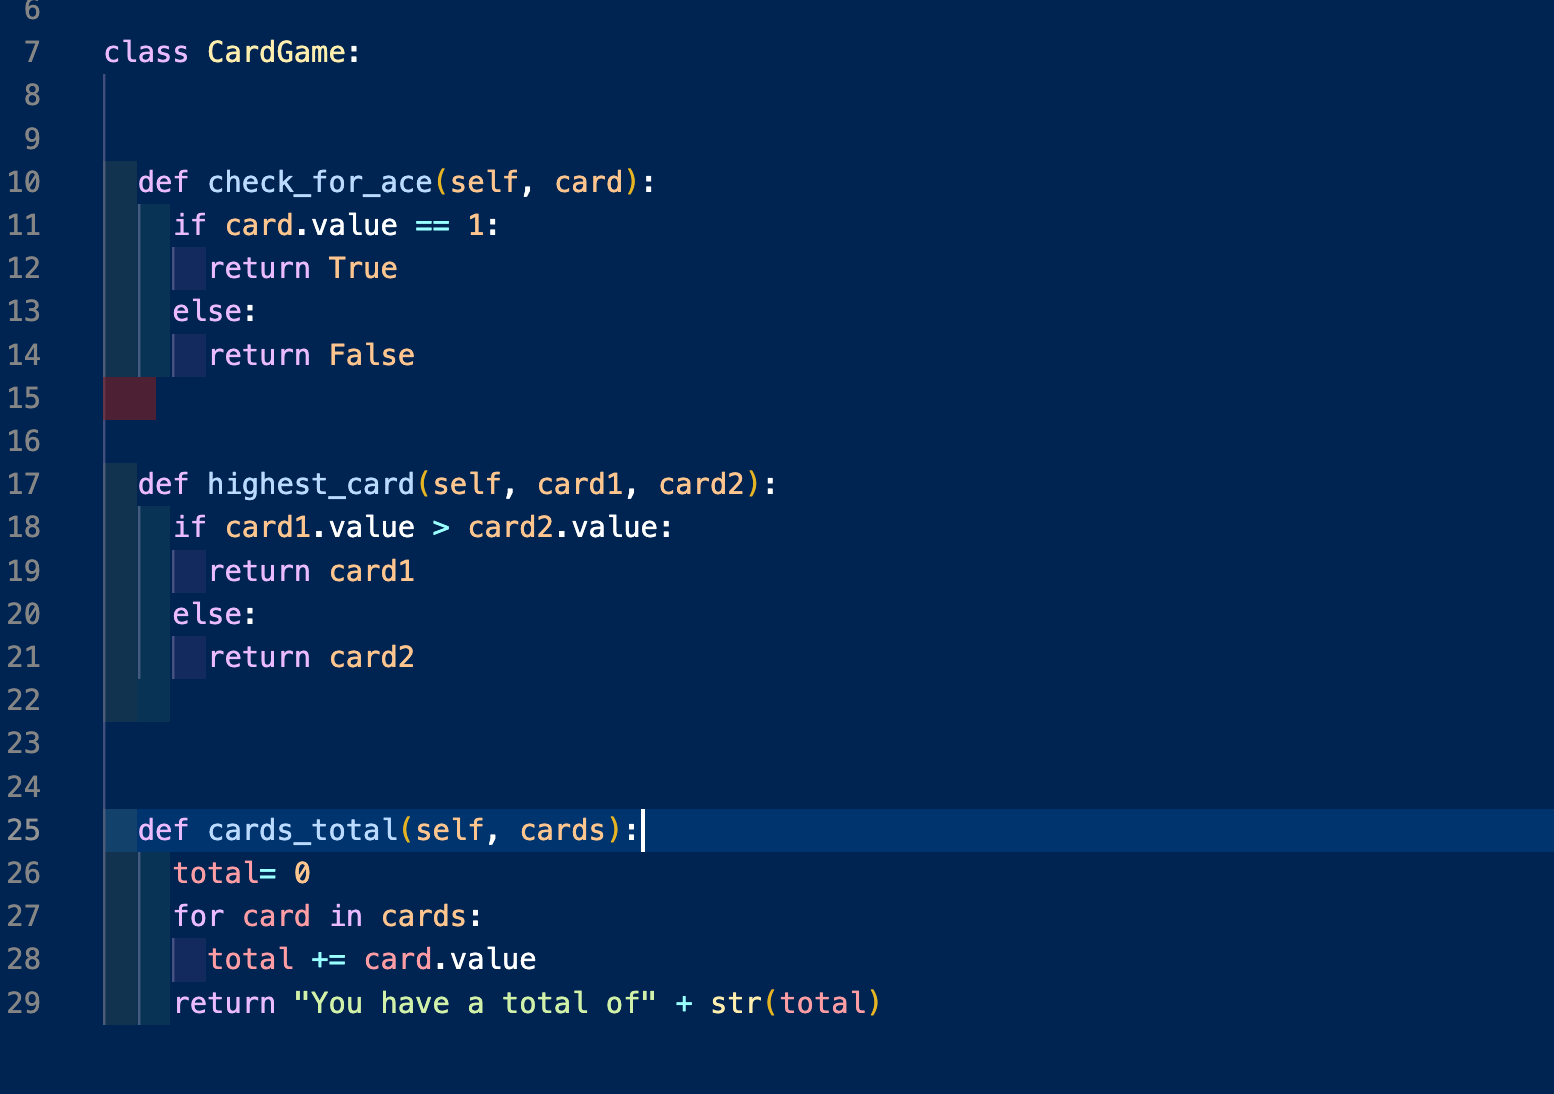 6
7 class CardGame:
8
9
10 def check_for_ace(self, card):
11 if card.value == 1:
12 return True
13 else:
14 return False
15
16
17 def highest_card(self, card1, card2):
18 if card1.value > card2.value:
19 return card1
20 else:
21 return card2
22
23
24
25 def cards_total(self, cards):
26 total= 0
27 for card in cards:
28 total += card.value
29 return "You have a total of" + str(total)